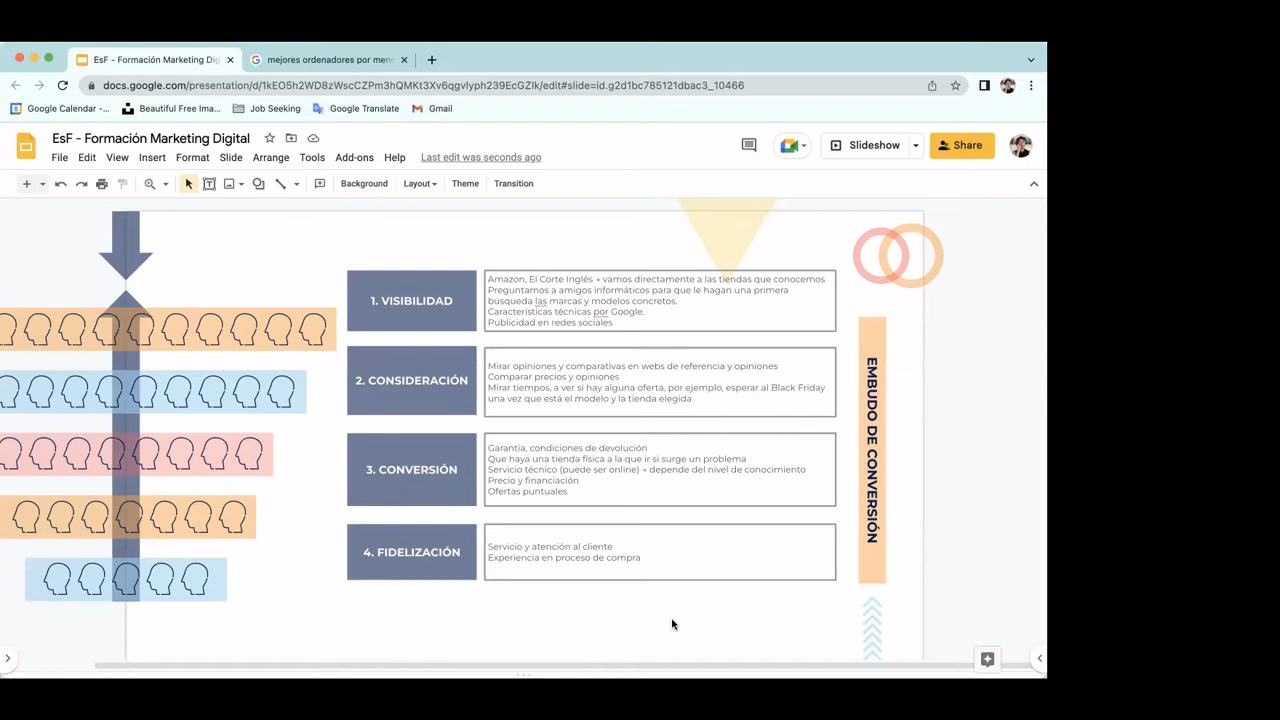 EsF - Formación Marketing Dig
mejores ordenadores por men
docs.google.com/presentation/d/1kEO5h2WD8zWscCZPm3hQMKt3Xv6qgvlyph239EcGZIk/edit#slide=id.g2d1bc785121dbac3_10466
Google Calendar -...
Beautiful Free Ima...
Job Seeking
Google Translate
Gmail
EsF - Formación Marketing Digital
File Edit View Insert Format Slide Arrange Tools Add-ons Help Last edit was seconds ago
Slideshow
Share
Background Layout Theme Transition
1. VISIBILIDAD
Amazon, El Corte Inglés → vamos directamente a las tiendas que conocemos
Preguntamos a amigos informáticos para que le hagan una primera
búsqueda las marcas y modelos concretos.
Características técnicas por Google.
Publicidad en redes sociales
2. CONSIDERACIÓN
Mirar opiniones y comparativas en webs de referencia y opiniones
Comparar precios y opiniones
Mirar tiempos, a ver si hay alguna oferta, por ejemplo, esperar al Black Friday
una vez que está el modelo y la tienda elegida
3. CONVERSIÓN
Garantía, condiciones de devolución
Que haya una tienda física a la que ir si surge un problema
Servicio técnico (puede ser online) → depende del nivel de conocimiento
Precio y financiación
Ofertas puntuales
4. FIDELIZACIÓN
Servicio y atención al cliente
Experiencia en proceso de compra
EMBUDO DE CONVERSIÓN